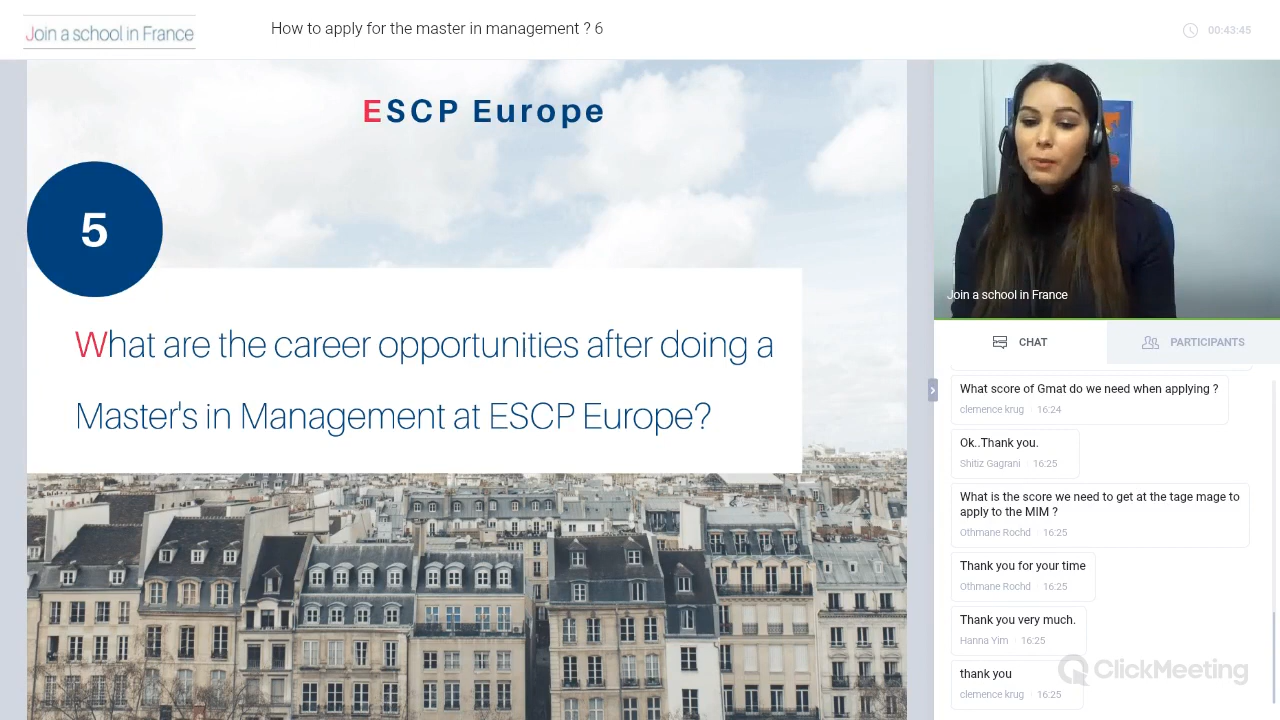 Join a school in France
How to apply for the master in management ? 6
00:43:45
ESCP Europe
5
What are the career opportunities after doing a
Master's in Management at ESCP Europe?
Join a school in France
CHAT
PARTICIPANTS
What score of Gmat do we need when applying ?
clemence krug 16:24
Ok..Thank you.
Shitiz Gagrani 16:25
What is the score we need to get at the tage mage to
apply to the MIM ?
Othmane Rochd 16:25
Thank you for your time
Othmane Rochd 16:25
Thank you very much.
Hanna Yim 16:25
thank you
clemence krug 16:25
ClickMeeting